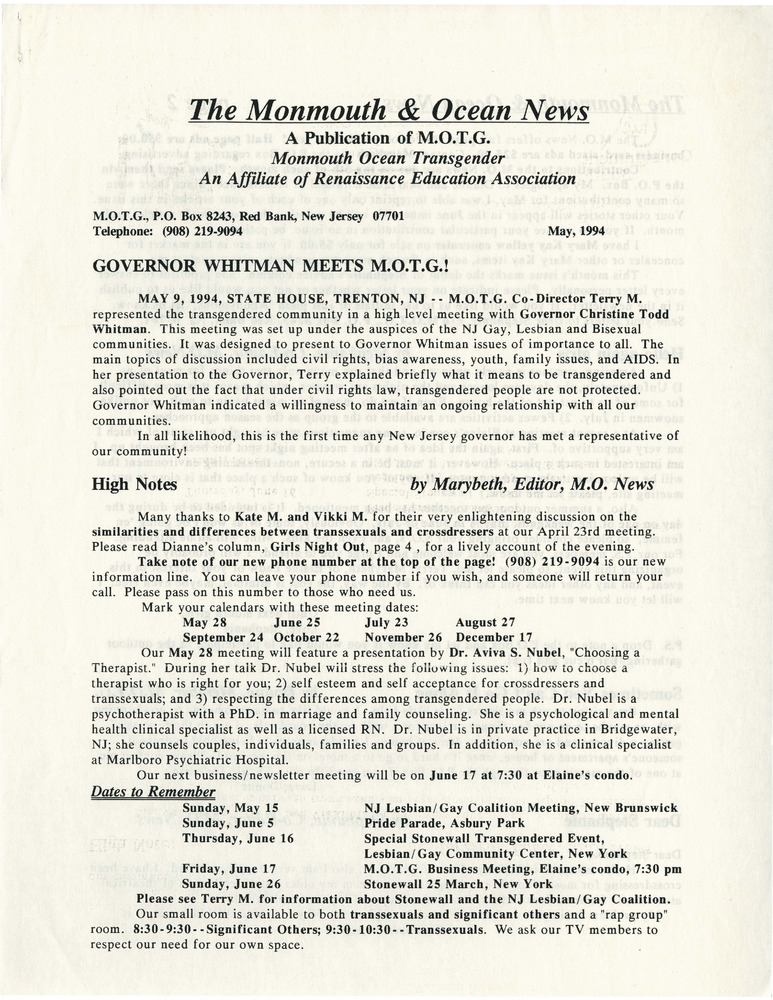 The Monmouth & Ocean News
A Publication of M.O.T.G.
Monmouth Ocean Transgender
An Affiliate of Renaissance Education Association
M.O.T.G., P.O. Box 8243, Red Bank, New Jersey 07701
Telephone: (908) 219-9094 May, 1994
GOVERNOR WHITMAN MEETS M.O.T.G.!
MAY 9, 1994, STATE HOUSE, TRENTON, NJ -- M.O.T.G. Co-Director Terry M.
represented the transgendered community in a high level meeting with Governor Christine Todd
Whitman. This meeting was set up under the auspices of the NJ Gay, Lesbian and Bisexual
communities. It was designed to present to Governor Whitman issues of importance to all. The
main topics of discussion included civil rights, bias awareness, youth, family issues, and AIDS. In
her presentation to the Governor, Terry explained briefly what it means to be transgendered and
also pointed out the fact that under civil rights law, transgendered people are not protected.
Governor Whitman indicated a willingness to maintain an ongoing relationship with all our
communities.
In all likelihood, this is the first time any New Jersey governor has met a representative of
our community!
High Notes by Marybeth, Editor, M.O. News
Many thanks to Kate M. and Vikki M. for their very enlightening discussion on the
similarities and differences between transsexuals and crossdressers at our April 23rd meeting.
Please read Dianne's column, Girls Night Out, page 4 , for a lively account of the evening.
Take note of our new phone number at the top of the page! (908) 219-9094 is our new
information line. You can leave your phone number if you wish, and someone will return your
call. Please pass on this number to those who need us.
Mark your calendars with these meeting dates:
May 28 June 25 July 23 August 27
September 24 October 22 November 26 December 17
Our May 28 meeting will feature a presentation by Dr. Aviva S. Nubel, "Choosing a
Therapist." During her talk Dr. Nubel will stress the following issues: 1) how to choose a
therapist who is right for you; 2) self esteem and self acceptance for crossdressers and
transsexuals; and 3) respecting the differences among transgendered people. Dr. Nubel is a
psychotherapist with a PhD. in marriage and family counseling. She is a psychological and mental
health clinical specialist as well as a licensed RN. Dr. Nubel is in private practice in Bridgewater,
NJ; she counsels couples, individuals, families and groups. In addition, she is a clinical specialist
at Marlboro Psychiatric Hospital.
Our next business/newsletter meeting will be on June 17 at 7:30 at Elaine's condo.
Dates to Remember
Sunday, May 15 NJ Lesbian/Gay Coalition Meeting, New Brunswick
Sunday, June 5 Pride Parade, Asbury Park
Thursday, June 16 Special Stonewall Transgendered Event,
Lesbian/Gay Community Center, New York
Friday, June 17 M.O.T.G. Business Meeting, Elaine's condo, 7:30 pm
Sunday, June 26 Stonewall 25 March, New York
Please see Terry M. for information about Stonewall and the NJ Lesbian/Gay Coalition.
Our small room is available to both transsexuals and significant others and a "rap group"
room. 8:30-9:30--Significant Others; 9:30-10:30--Transsexuals. We ask our TV members to
respect our need for our own space.